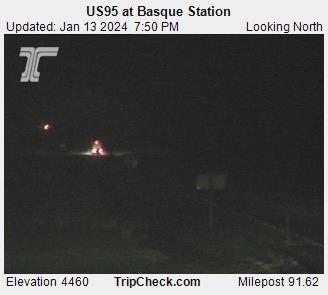 US95 at Basque Station
Updated: Jan 13 2024 7:50 PM Looking North
Elevation 4460 TripCheck.com Milepost 91.62